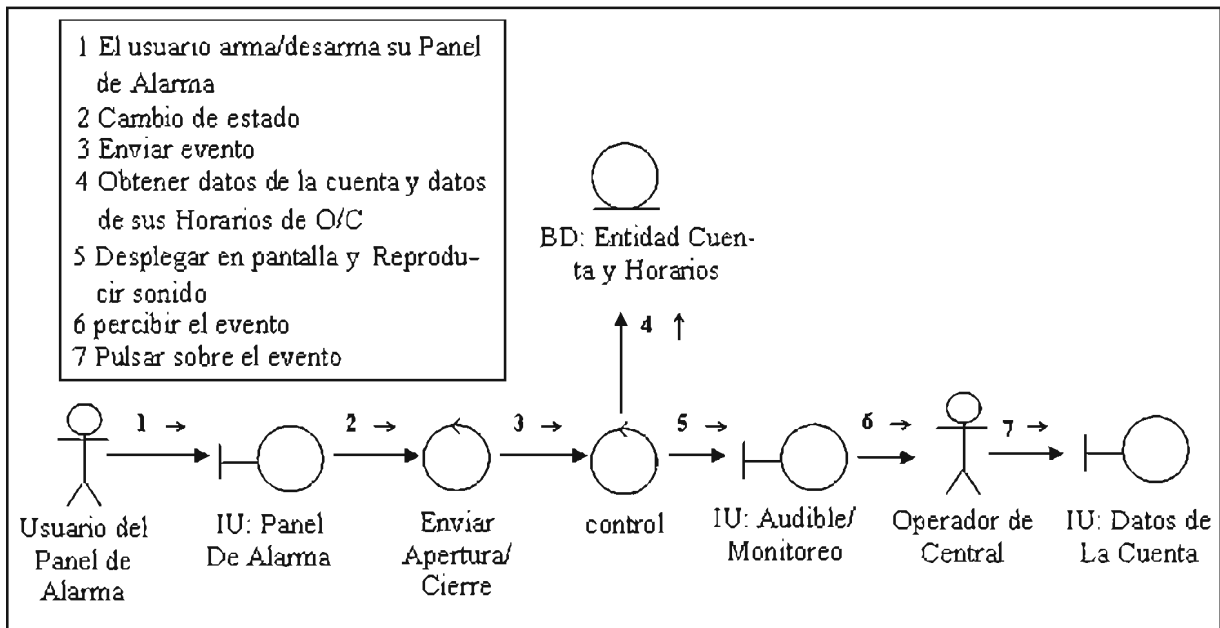 1 El usuario arma/desarma su Panel
de Alarma
2 Cambio de estado
3 Enviar evento
4 Obtener datos de la cuenta y datos
de sus Horarios de O/C
5 Desplegar en pantalla y Reprodu-
cir sonido
6 percibir el evento
7 Pulsar sobre el evento
BD: Entidad Cuen-
ta y Horarios
4 ↑
1 →
2 →
3 →
5 →
6 →
7 →
Usuario del
Panel de
Alarma
IU: Panel
De Alarma
Enviar
Apertura/
Cierre
control
IU: Audible/
Monitoreo
Operador de
Central
IU: Datos de
La Cuenta